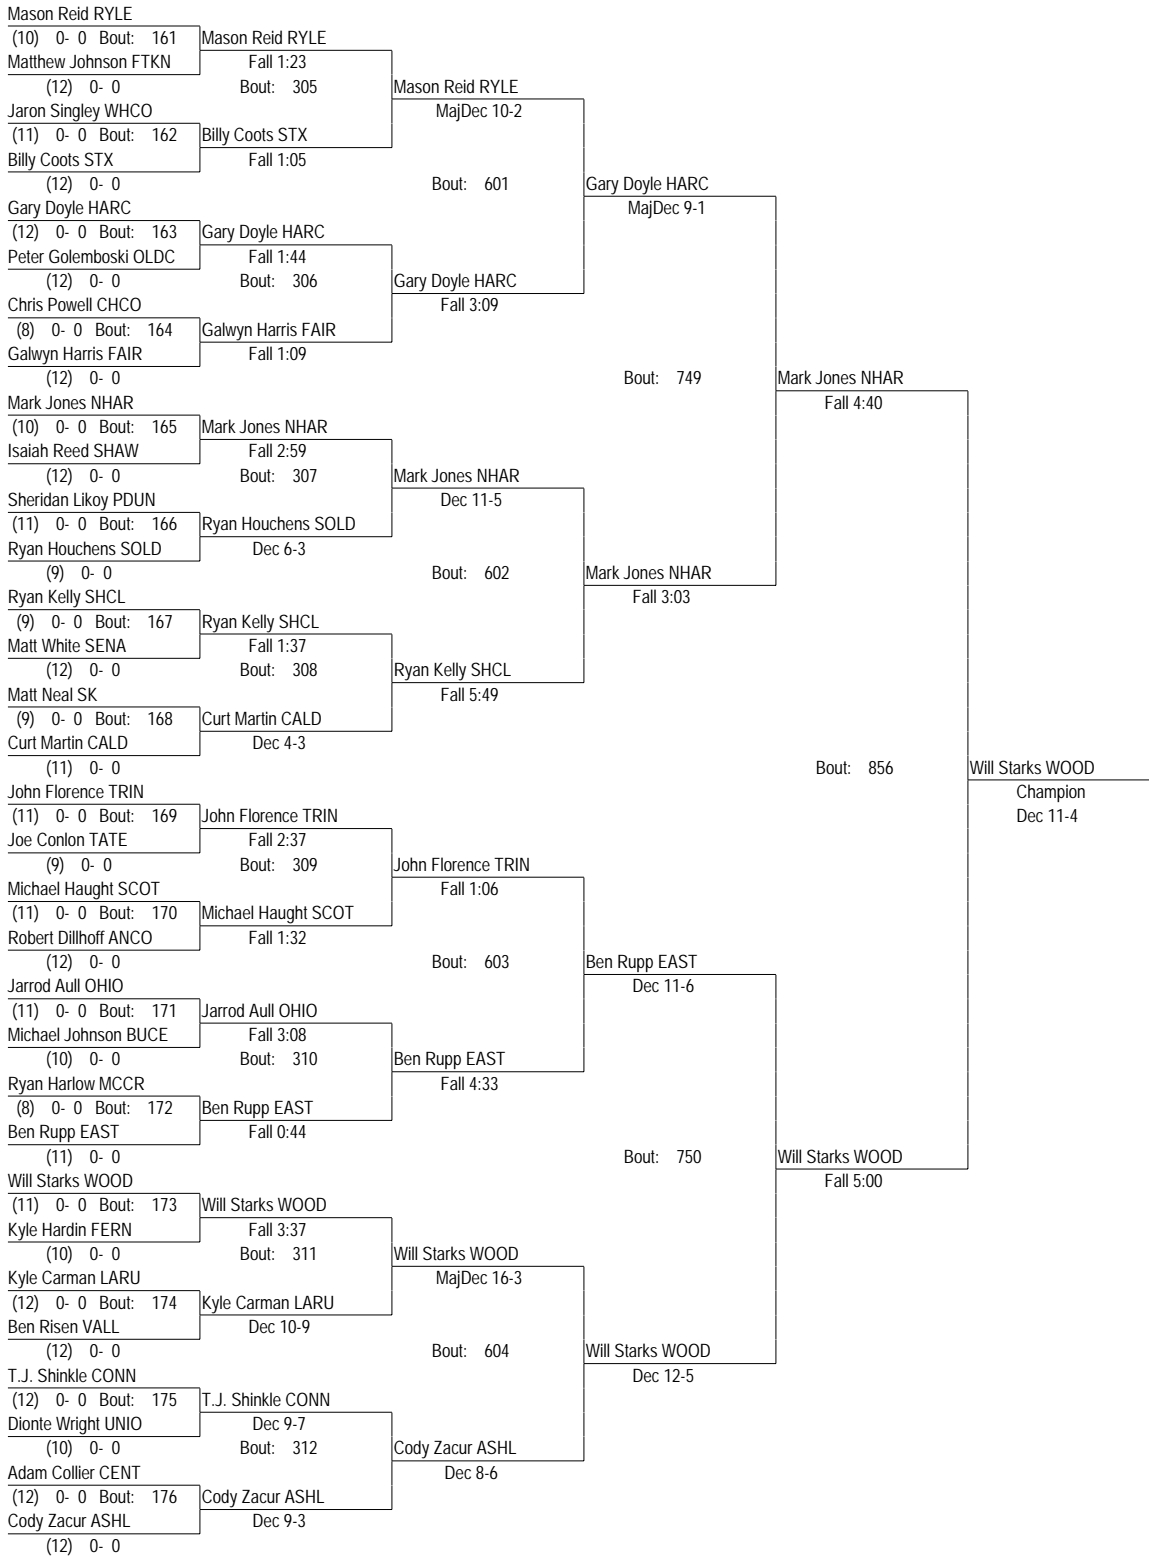 Mason Reid RYLE
(10) 0- 0 Bout: 161 Mason Reid RYLE
Matthew Johnson FTKN Fall 1:23
(12) 0- 0 Bout: 305 Mason Reid RYLE
Jaron Singley WHCO MajDec 10-2
(11) 0- 0 Bout: 162 Billy Coots STX
Billy Coots STX Fall 1:05
(12) 0- 0 Bout: 601 Gary Doyle HARC
Gary Doyle HARC MajDec 9-1
(12) 0- 0 Bout: 163 Gary Doyle HARC
Peter Golemboski OLDC Fall 1:44
(12) 0- 0 Bout: 306 Gary Doyle HARC
Chris Powell CHCO Fall 3:09
(8) 0- 0 Bout: 164 Galwyn Harris FAIR
Galwyn Harris FAIR Fall 1:09
(12) 0- 0 Bout: 749 Mark Jones NHAR
Mark Jones NHAR Fall 4:40
(10) 0- 0 Bout: 165 Mark Jones NHAR
Isaiah Reed SHAW Fall 2:59
(12) 0- 0 Bout: 307 Mark Jones NHAR
Sheridan Likoy PDUN Dec 11-5
(11) 0- 0 Bout: 166 Ryan Houchens SOLD
Ryan Houchens SOLD Dec 6-3
(9) 0- 0 Bout: 602 Mark Jones NHAR
Ryan Kelly SHCL Fall 3:03
(9) 0- 0 Bout: 167 Ryan Kelly SHCL
Matt White SENA Fall 1:37
(12) 0- 0 Bout: 308 Ryan Kelly SHCL
Matt Neal SK Fall 5:49
(9) 0- 0 Bout: 168 Curt Martin CALD
Curt Martin CALD Dec 4-3
(11) 0- 0 Bout: 856 Will Starks WOOD
John Florence TRIN Champion
(11) 0- 0 Bout: 169 John Florence TRIN Dec 11-4
Joe Conlon TATE Fall 2:37
(9) 0- 0 Bout: 309 John Florence TRIN
Michael Haught SCOT Fall 1:06
(11) 0- 0 Bout: 170 Michael Haught SCOT
Robert Dillhoff ANCO Fall 1:32
(12) 0- 0 Bout: 603 Ben Rupp EAST
Jarrod Aull OHIO Dec 11-6
(11) 0- 0 Bout: 171 Jarrod Aull OHIO
Michael Johnson BUCE Fall 3:08
(10) 0- 0 Bout: 310 Ben Rupp EAST
Ryan Harlow MCCR Fall 4:33
(8) 0- 0 Bout: 172 Ben Rupp EAST
Ben Rupp EAST Fall 0:44
(11) 0- 0 Bout: 750 Will Starks WOOD
Will Starks WOOD Fall 5:00
(11) 0- 0 Bout: 173 Will Starks WOOD
Kyle Hardin FERN Fall 3:37
(10) 0- 0 Bout: 311 Will Starks WOOD
Kyle Carman LARU MajDec 16-3
(12) 0- 0 Bout: 174 Kyle Carman LARU
Ben Risen VALL Dec 10-9
(12) 0- 0 Bout: 604 Will Starks WOOD
T.J. Shinkle CONN Dec 12-5
(12) 0- 0 Bout: 175 T.J. Shinkle CONN
Dionte Wright UNIO Dec 9-7
(10) 0- 0 Bout: 312 Cody Zacur ASHL
Adam Collier CENT Dec 8-6
(12) 0- 0 Bout: 176 Cody Zacur ASHL
Cody Zacur ASHL Dec 9-3
(12) 0- 0